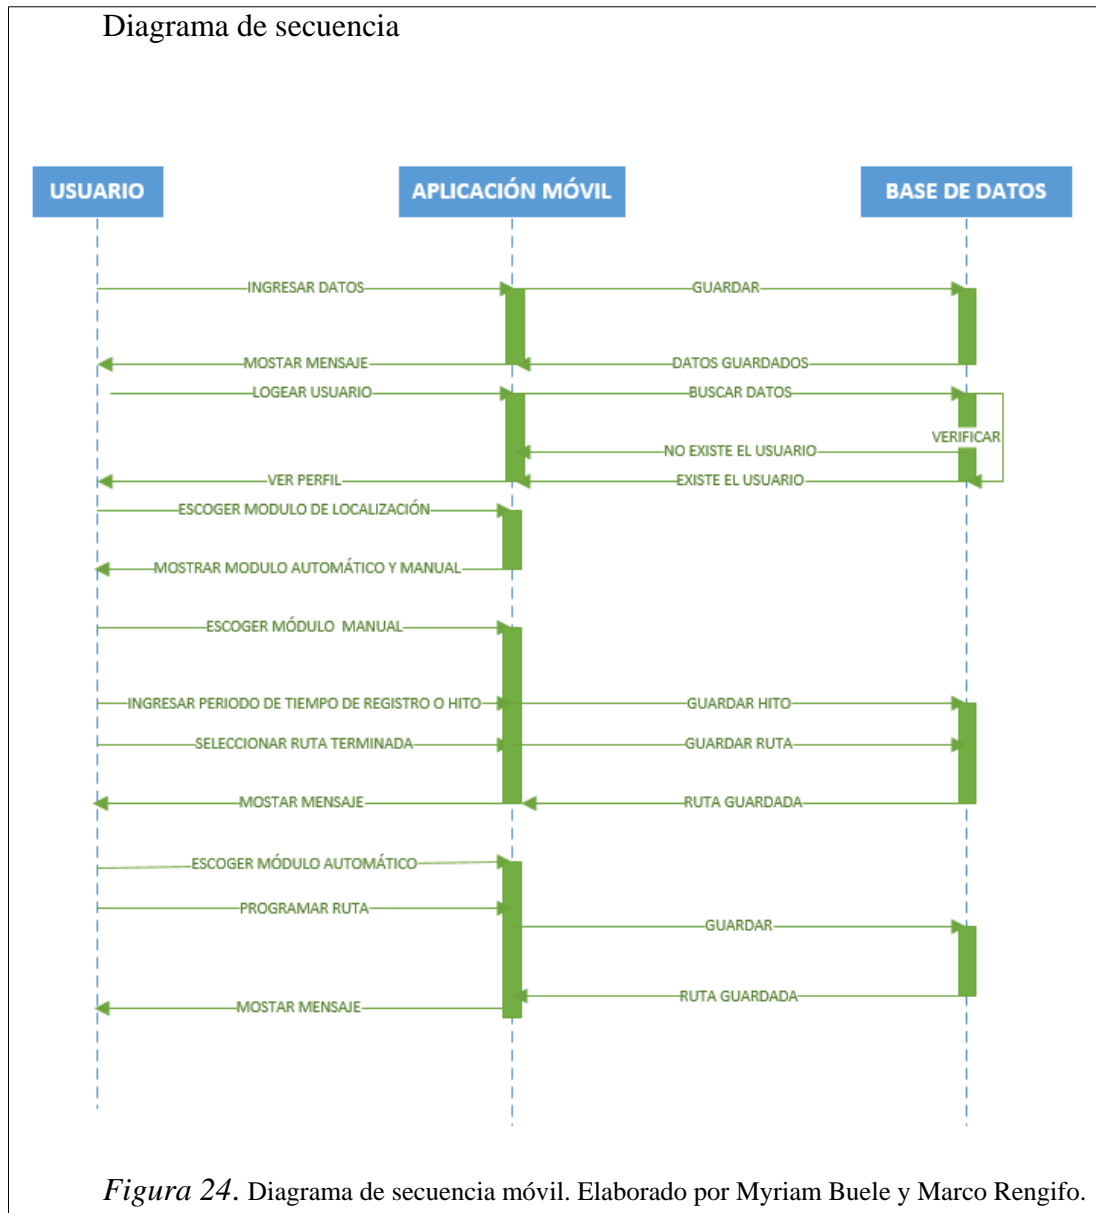 Diagrama de secuencia
USUARIO
APLICACIÓN MÓVIL
BASE DE DATOS
INGRESAR DATOS
GUARDAR
MOSTAR MENSAJE
DATOS GUARDADOS
LOGEAR USUARIO
BUSCAR DATOS
VERIFICAR
NO EXISTE EL USUARIO
VER PERFIL
EXISTE EL USUARIO
ESCOGER MODULO DE LOCALIZACIÓN
MOSTRAR MODULO AUTOMÁTICO Y MANUAL
ESCOGER MÓDULO MANUAL
INGRESAR PERIODO DE TIEMPO DE REGISTRO O HITO
GUARDAR HITO
SELECCIONAR RUTA TERMINADA
GUARDAR RUTA
MOSTAR MENSAJE
RUTA GUARDADA
ESCOGER MÓDULO AUTOMÁTICO
PROGRAMAR RUTA
GUARDAR
RUTA GUARDADA
MOSTAR MENSAJE
Figura 24. Diagrama de secuencia móvil. Elaborado por Myriam Buele y Marco Rengifo.